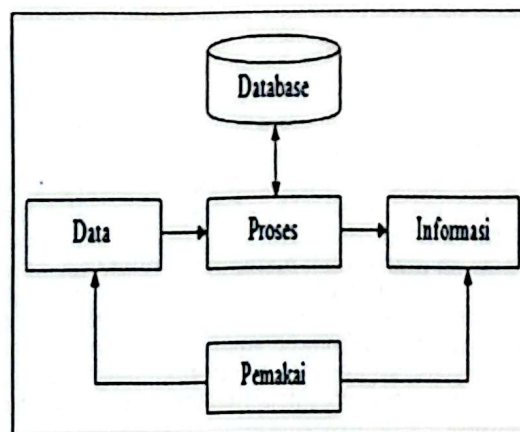 Database
Data
Proses
Informasi
Pemakai